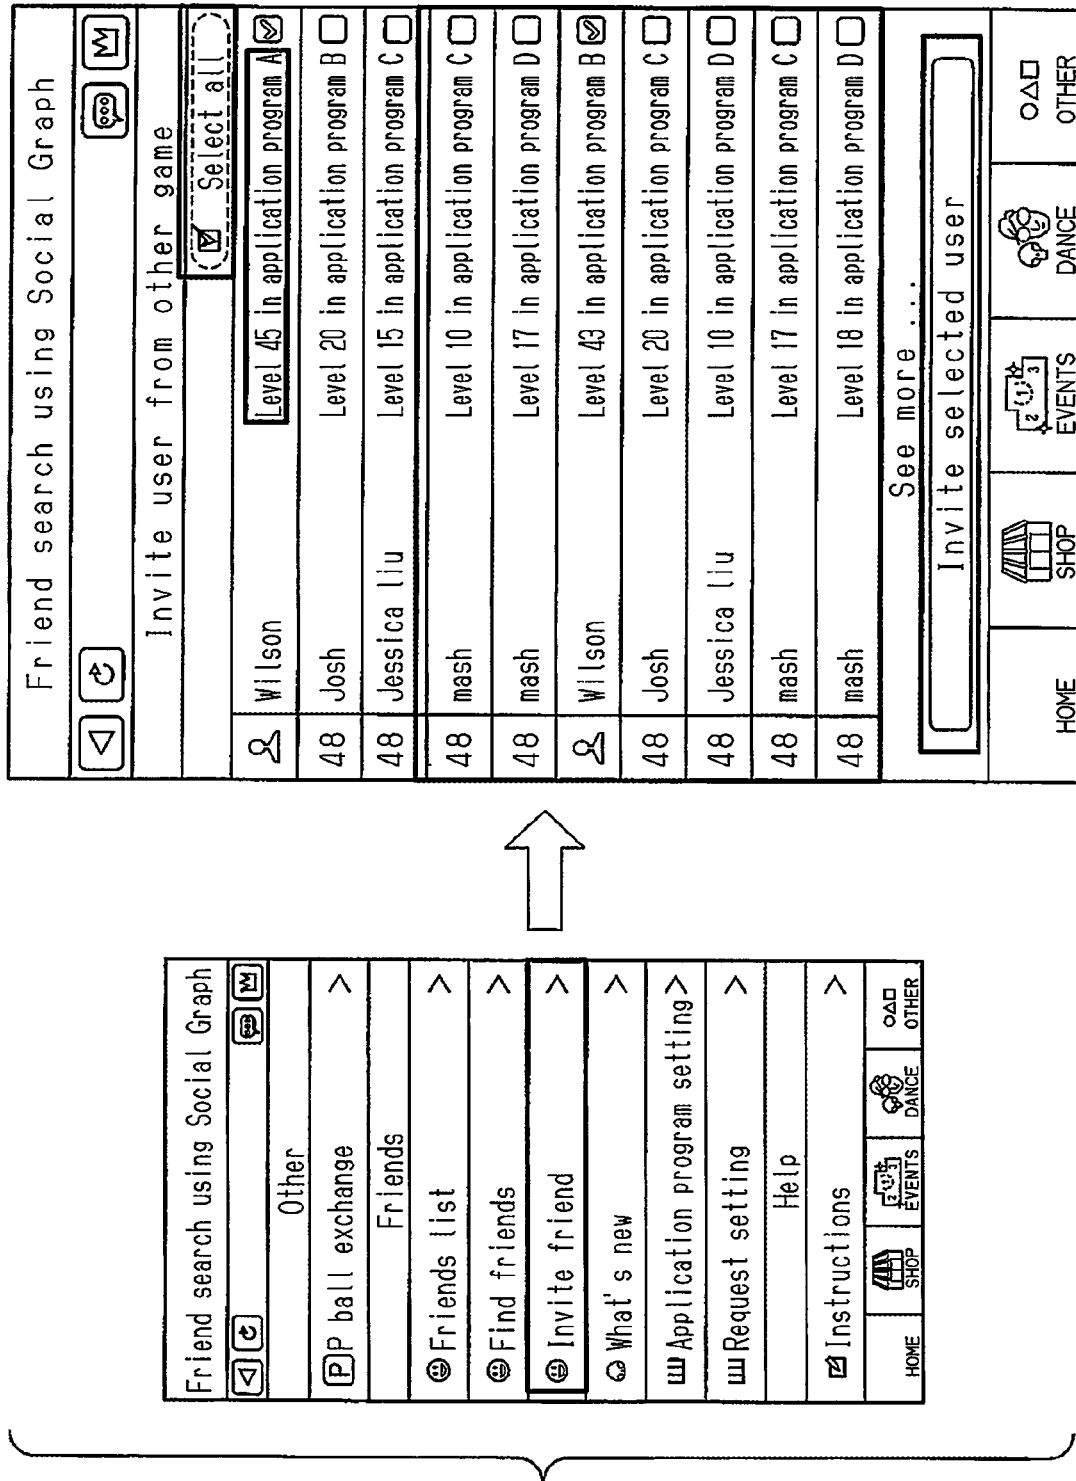 Friend search using Social Graph
Other
P P ball exchange
Friends
Friends list
Find friends
Invite friend
What's new
Application program setting
Request setting
Help
Instructions
HOME SHOP EVENTS DANCE OTHER
Friend search using Social Graph
Invite user from other game
Select all
Wilson Level 45 in application program A
48 Josh Level 20 in application program B
48 Jessica liu Level 15 in application program C
48 mash Level 10 in application program C
48 mash Level 17 in application program D
Wilson Level 43 in application program B
48 Josh Level 20 in application program C
48 Jessica liu Level 10 in application program D
48 mash Level 17 in application program C
48 mash Level 18 in application program D
See more ....
Invite selected user
HOME SHOP EVENTS DANCE OTHER